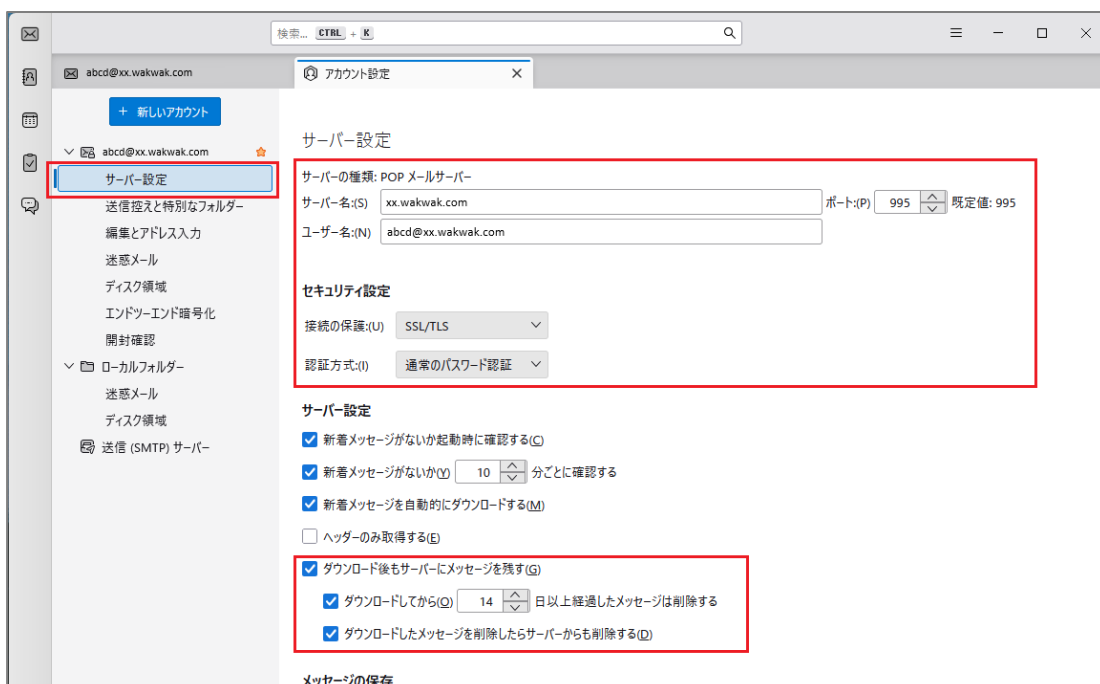 検索... CTRL + K
abcd@xx.wakwak.com
アカウント設定
+ 新しいアカウント
abcd@xx.wakwak.com
サーバー設定
送信控えと特別なフォルダー
編集とアドレス入力
迷惑メール
ディスク領域
エンドツーエンド暗号化
開封確認
ローカルフォルダー
迷惑メール
ディスク領域
送信 (SMTP) サーバー
サーバー設定
サーバーの種類: POP メールサーバー
サーバー名:(S) xx.wakwak.com ポート:(P) 995 既定値: 995
ユーザー名:(N) abcd@xx.wakwak.com
セキュリティ設定
接続の保護:(U) SSL/TLS
認証方式:(I) 通常のパスワード認証
サーバー設定
新着メッセージがないか起動時に確認する(C)
新着メッセージがないか(Y) 10 分ごとに確認する
新着メッセージを自動的にダウンロードする(M)
ヘッダーのみ取得する(E)
ダウンロード後もサーバーにメッセージを残す(G)
ダウンロードしてから(O) 14 日以上経過したメッセージは削除する
ダウンロードしたメッセージを削除したらサーバーからも削除する(D)
メッセージの保存